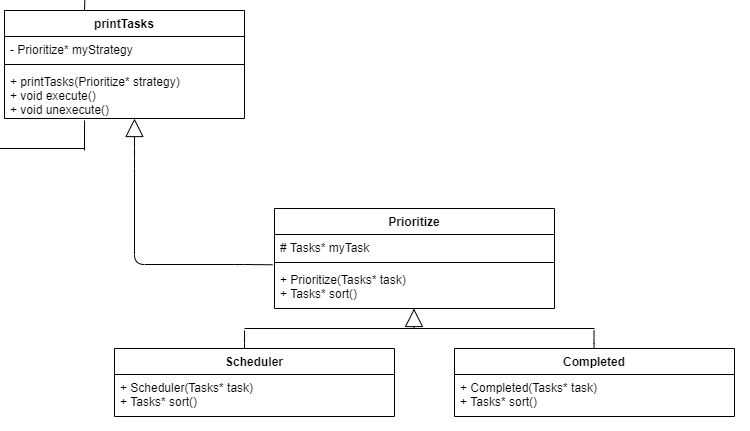 printTasks
- Prioritize* myStrategy
+ printTasks(Prioritize* strategy)
+ void execute()
+ void unexecute()
Prioritize
# Tasks* myTask
+ Prioritize(Tasks* task)
+ Tasks* sort()
Scheduler
+ Scheduler(Tasks* task)
+ Tasks* sort()
Completed
+ Completed(Tasks* task)
+ Tasks* sort()